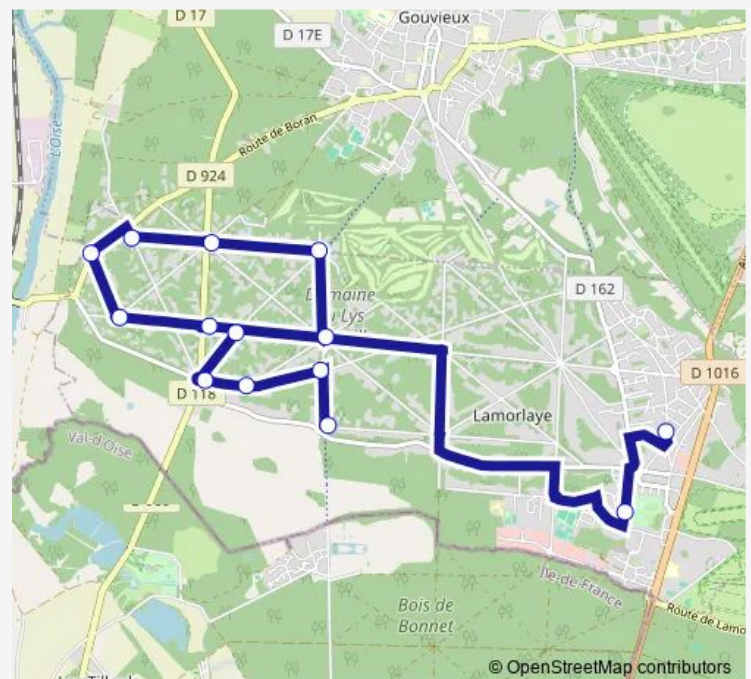 D 17
Gouvieux
D 17E
L'Oise
Route de Boran
D 924
D 162
Domaine
du Lys
D 1016
D 118
Lamorlaye
Val-d'Oise
Île-de-France
Bois de
Bonnet
Route de Lamo
© OpenStreetMap contributors